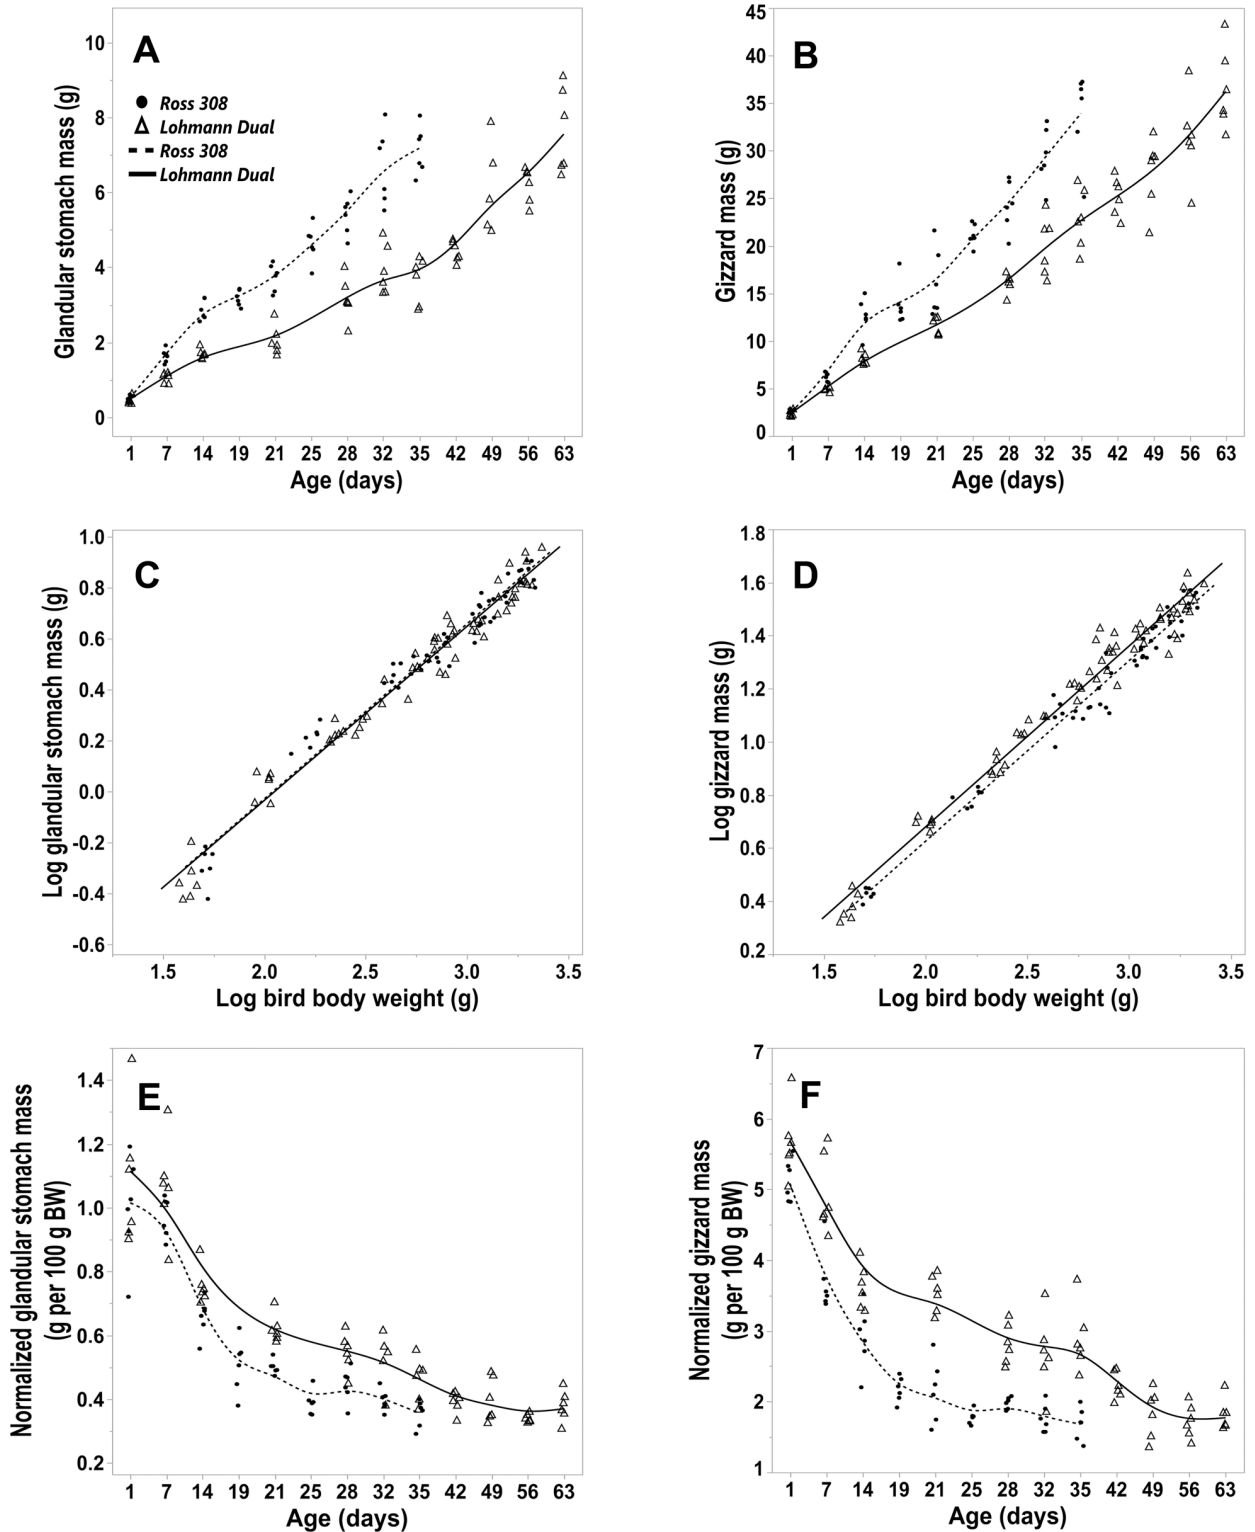 A
Glandular stomach mass (g)
10
8
6
4
2
0
Ross 308
Lohmann Dual
Ross 308
Lohmann Dual
1 7 14 19 21 25 28 32 35 42 49 56 63
Age (days)
B
Gizzard mass (g)
45
40
35
30
25
20
15
10
5
0
1 7 14 19 21 25 28 32 35 42 49 56 63
Age (days)
C
Log glandular stomach mass (g)
1.0
0.8
0.6
0.4
0.2
0.0
-0.2
-0.4
-0.6
1.5 2.0 2.5 3.0 3.5
Log bird body weight (g)
D
Log gizzard mass (g)
1.8
1.6
1.4
1.2
1.0
0.8
0.6
0.4
0.2
1.5 2.0 2.5 3.0 3.5
Log bird body weight (g)
E
Normalized glandular stomach mass
(g per 100 g BW)
1.4
1.2
1.0
0.8
0.6
0.4
0.2
1 7 14 19 21 25 28 32 35 42 49 56 63
Age (days)
F
Normalized gizzard mass
(g per 100 g BW)
7
6
5
4
3
2
1
1 7 14 19 21 25 28 32 35 42 49 56 63
Age (days)